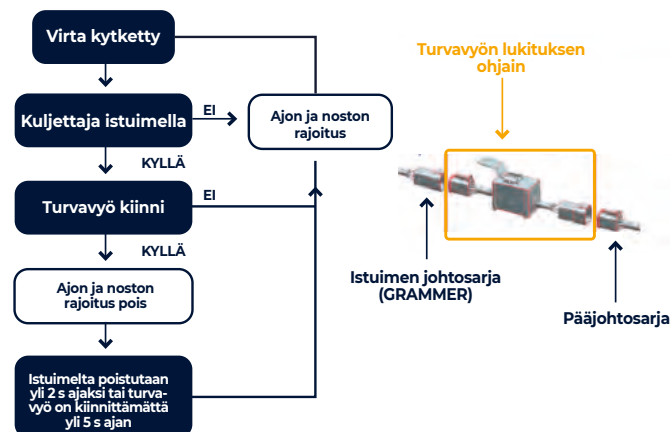 Virta kytketty
Kuljettaja istuimella
EI
Ajon ja noston
rajoitus
KYLLÄ
Turvavyö kiinni
EI
KYLLÄ
Ajon ja noston
rajoitus pois
Istuimelta poistutaan
yli 2 s ajaksi tai turva-
vyö on kiinnittämättä
yli 5 s ajan
Turvavyön lukituksen
ohjain
Istuimen johtosarja
(GRAMMER)
Pääjohtosarja